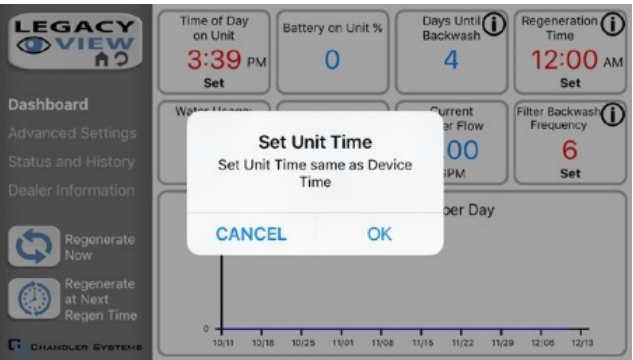 LEGACY
VIEW
Dashboard
Advanced Settings
Status and History
Dealer Information
Regenerate
Now
Regenerate
at Next
Regen Time
CHANDLER SYSTEMS
Time of Day
on Unit
3:39 PM
Set
Battery on Unit %
0
Days Until
Backwash
4
Regeneration
Time
12:00 AM
Set
Water Usage:
Current
Flow
GPM
Filter Backwash
Frequency
6
Set
Set Unit Time
Set Unit Time same as Device
Time
CANCEL
OK
per Day
0
10/11 10/18 10/25 11/01 11/08 11/15 11/22 11/29 12/06 12/13